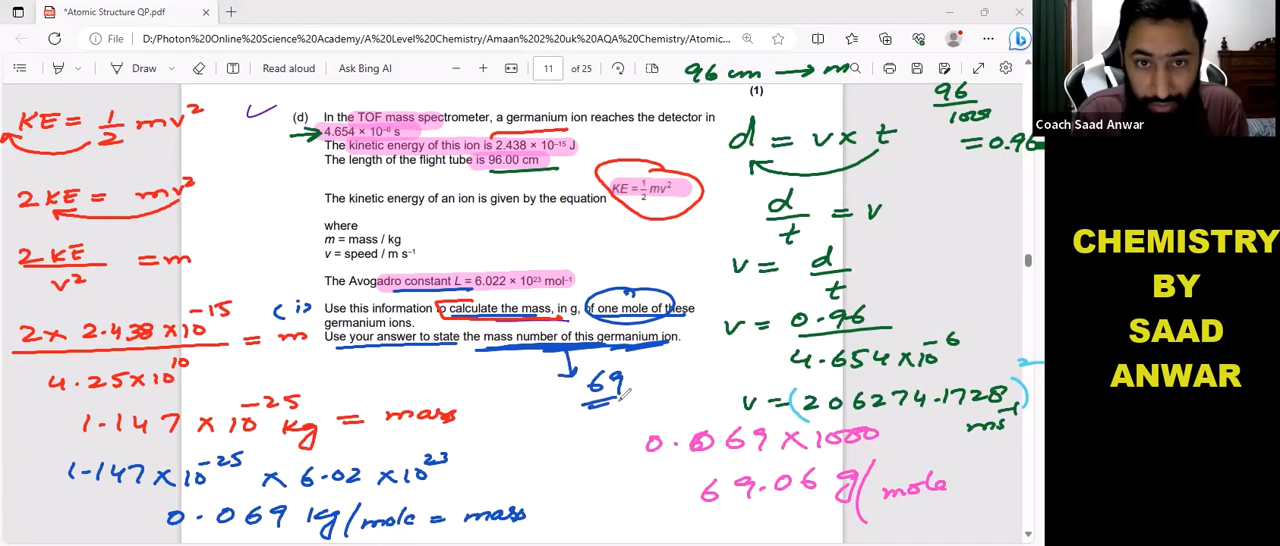 *Atomic Structure QP.pdf
File
D:/Photon%20Online%20Science%20Academy/A%20Level%20Chemistry/Amaan%202%20uk%20AQA%20Chemistry/Atomic...
Draw
Read aloud
Ask Bing AI
11 of 25
(1)
(d) In the TOF mass spectrometer, a germanium ion reaches the detector in
4.654 × 10⁻⁶ s
The kinetic energy of this ion is 2.438 × 10⁻¹⁵ J
The length of the flight tube is 96.00 cm
The kinetic energy of an ion is given by the equation KE = 1/2 mv²
where
m = mass / kg
v = speed / m s⁻¹
The Avogadro constant L = 6.022 × 10²³ mol⁻¹
(i) Use this information to calculate the mass, in g, of one mole of these
germanium ions.
Use your answer to state the mass number of this germanium ion.
69
KE = 1/2 mv²
2 KE = mv²
2KE/v² = m
2 × 2.438 × 10⁻¹⁵ / 4.25 × 10¹⁰ = m
1.147 × 10⁻²⁵ kg = mass
1.147 × 10⁻²⁵ × 6.02 × 10²³
0.069 kg/mole = mass
96 cm → m
d = v × t
d/t = v
v = d/t
v = 0.96 / 4.654 × 10⁻⁶
v = (206274.1728) ms⁻¹
0.069 × 1000
69.06 g/mole
= 0.96
Coach Saad Anwar
CHEMISTRY
BY
SAAD
ANWAR